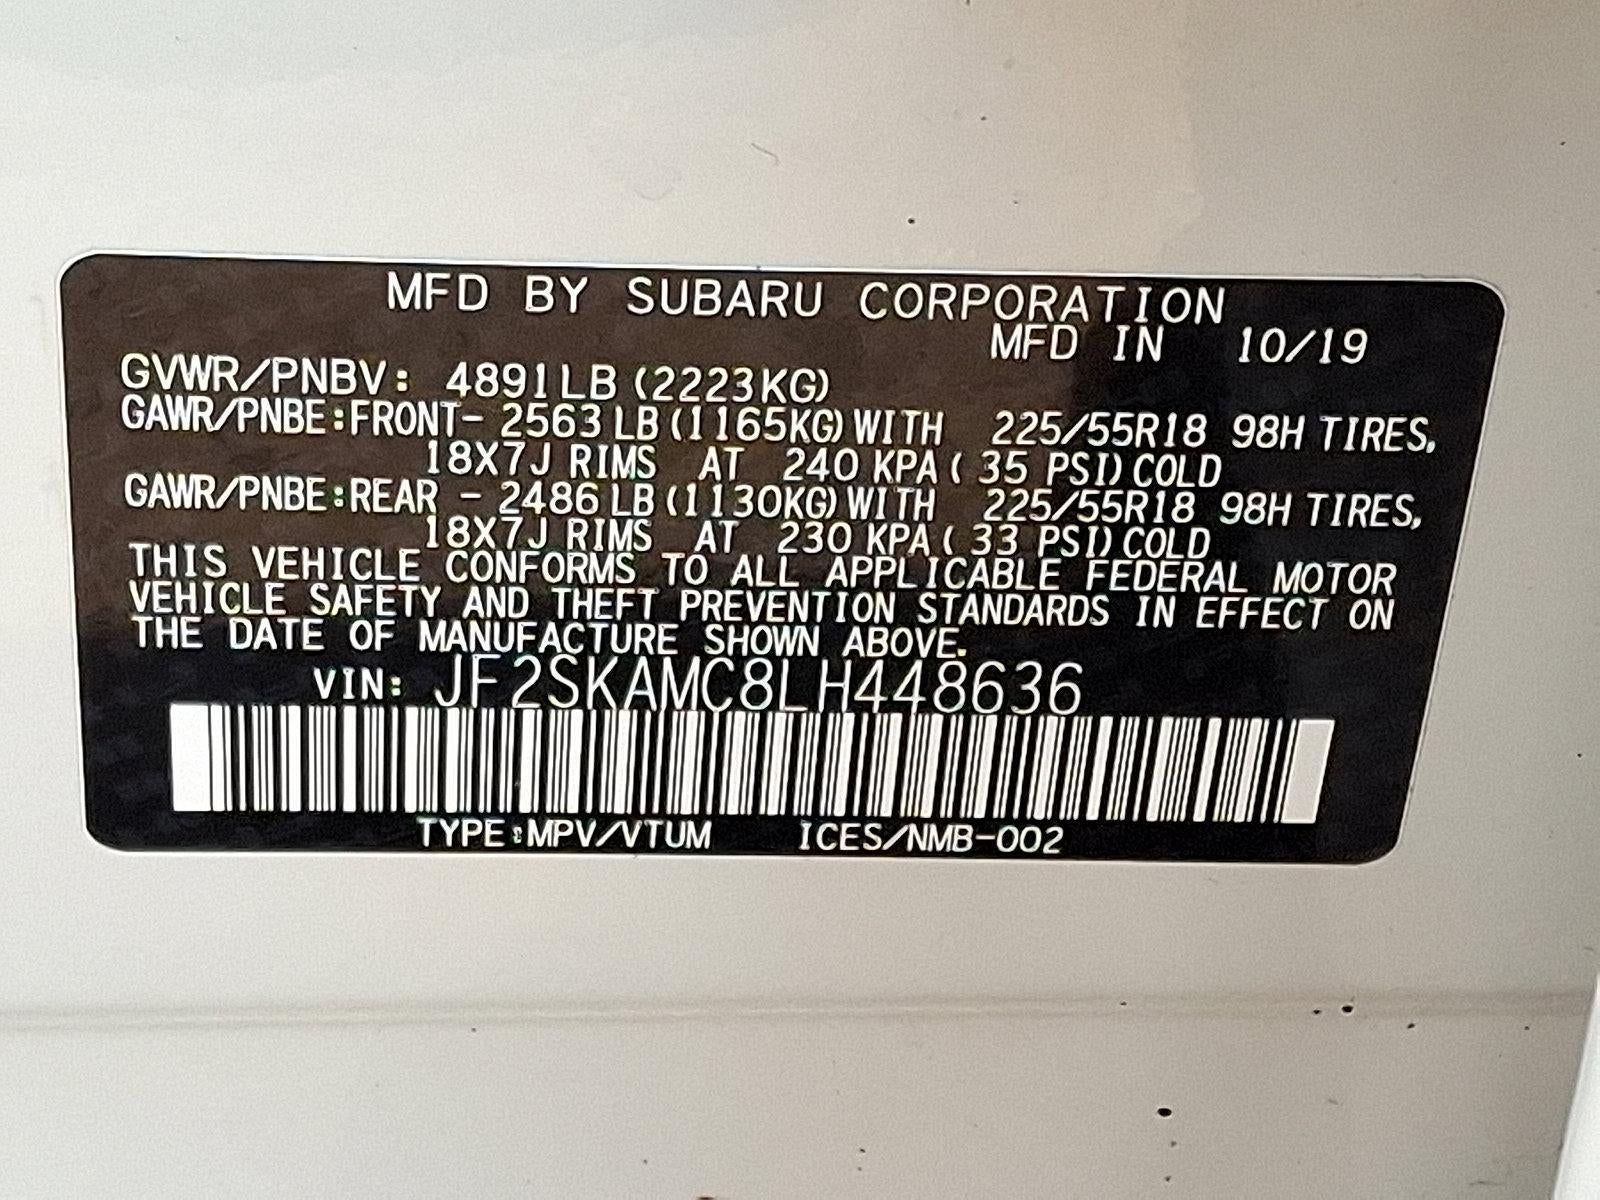 MFD BY SUBARU CORPORATION
MFD IN 10/19
GVWR/PNBV: 4891LB (2223KG)
GAWR/PNBE:FRONT- 2563 LB (1165KG) WITH 225/55R18 98H TIRES,
18X7J RIMS AT 240 KPA ( 35 PSI) COLD
GAWR/PNBE:REAR - 2486 LB (1130KG) WITH 225/55R18 98H TIRES,
18X7J RIMS AT 230 KPA ( 33 PSI) COLD
THIS VEHICLE CONFORMS TO ALL APPLICABLE FEDERAL MOTOR
VEHICLE SAFETY AND THEFT PREVENTION STANDARDS IN EFFECT ON
THE DATE OF MANUFACTURE SHOWN ABOVE.
VIN: JF2SKAMC8LH448636
TYPE:MPV/VTUM ICES/NMB-002